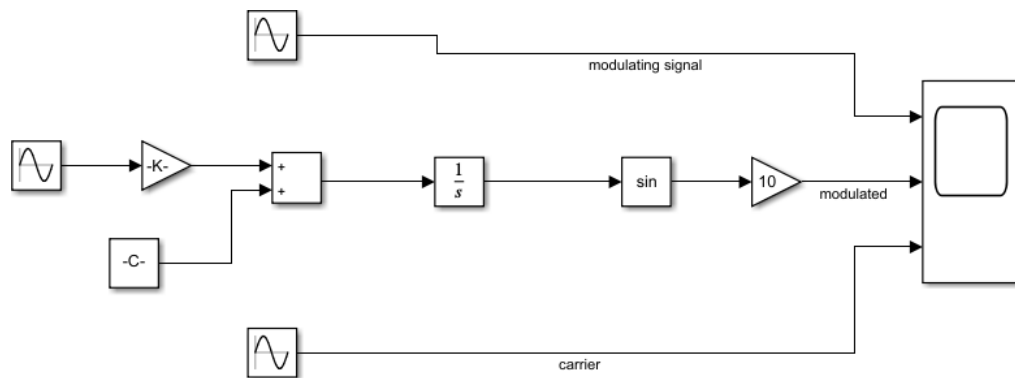 modulating signal
-K-
+
+
1
s
sin
10
modulated
-C-
carrier